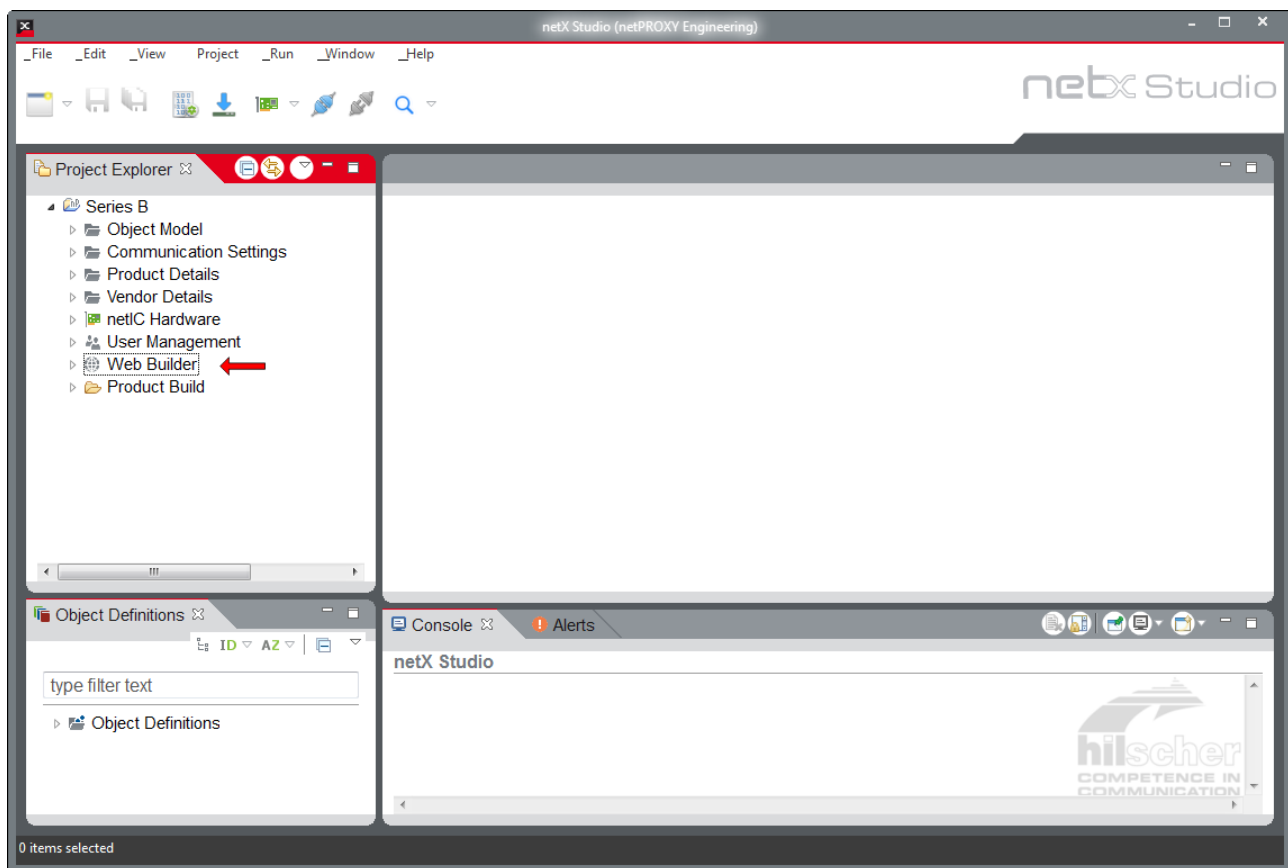 netX Studio (netPROXY Engineering)
_File _Edit _View Project _Run _Window _Help
netX Studio
Project Explorer
Series B
Object Model
Communication Settings
Product Details
Vendor Details
netIC Hardware
User Management
Web Builder
Product Build
Object Definitions
ID AZ
type filter text
Object Definitions
Console Alerts
netX Studio
hilscher
COMPETENCE IN
COMMUNICATION
0 items selected